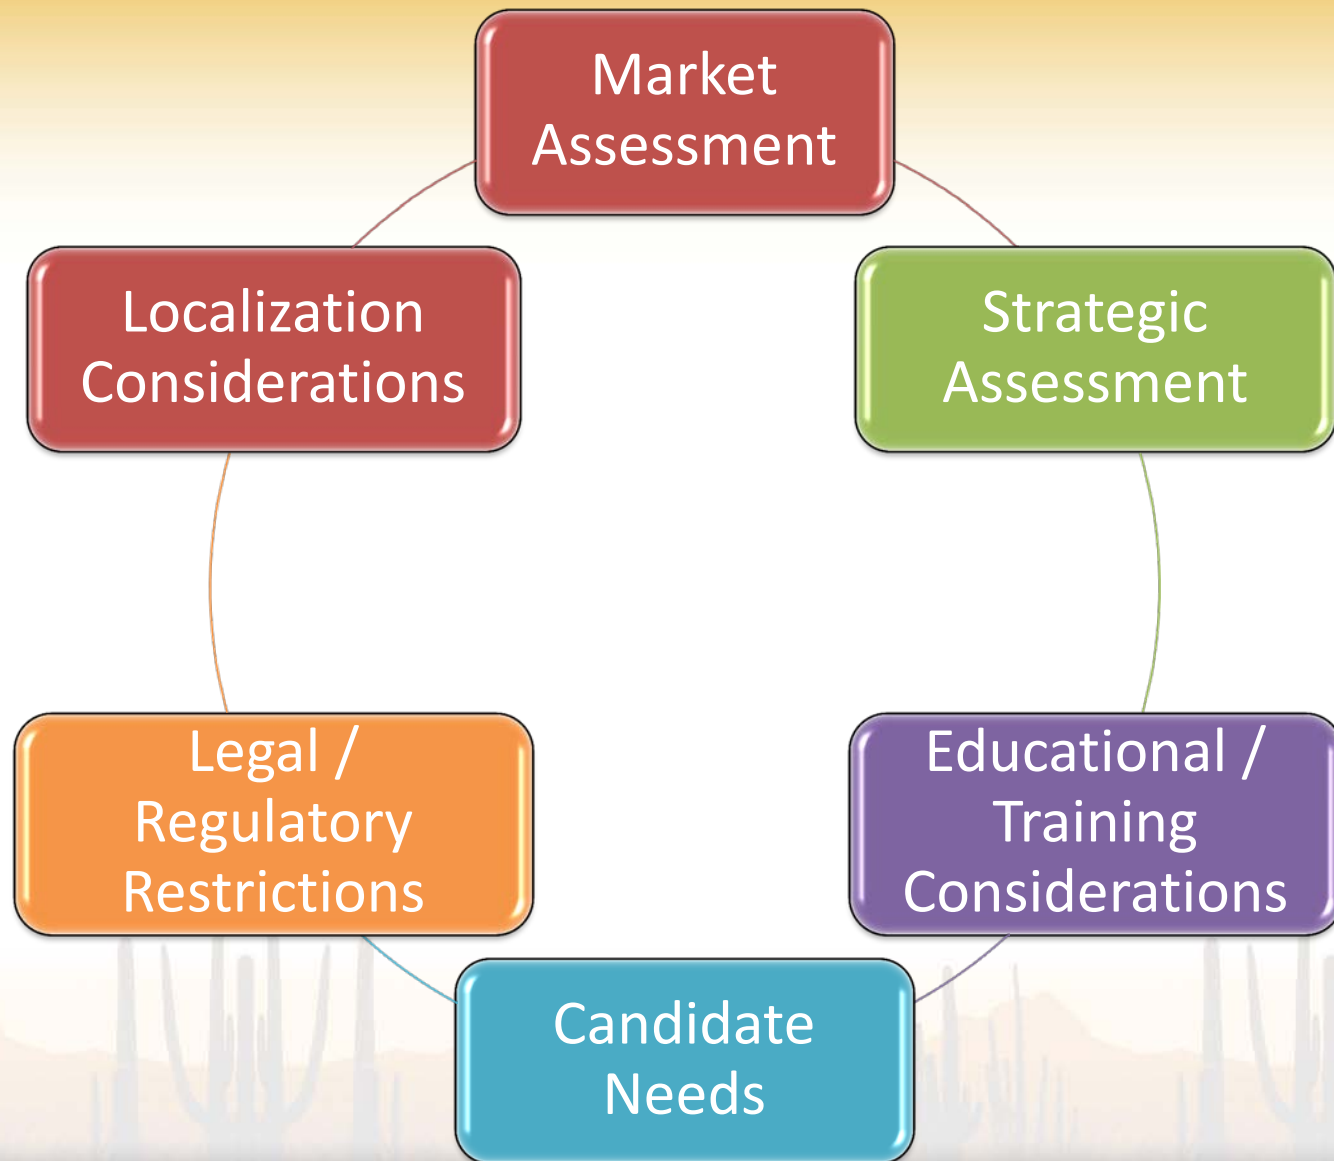 Market
Assessment
Strategic
Assessment
Educational /
Training
Considerations
Candidate
Needs
Legal /
Regulatory
Restrictions
Localization
Considerations